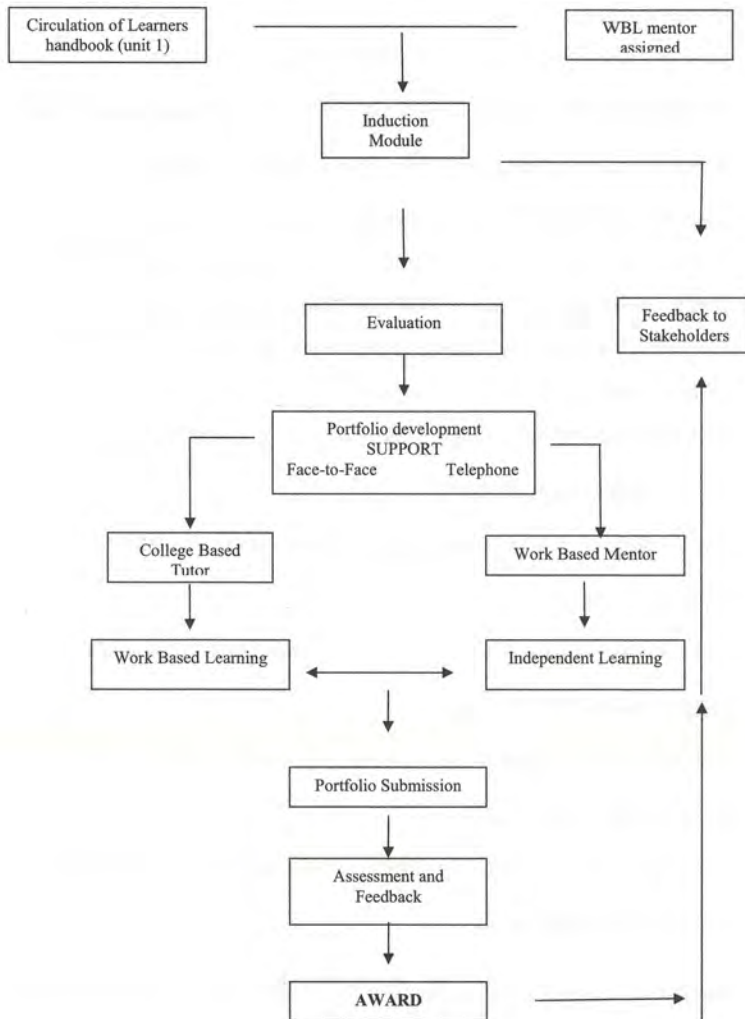 Circulation of Learners
handbook (unit 1)
WBL mentor
assigned
Induction
Module
Evaluation
Feedback to
Stakeholders
Portfolio development
SUPPORT
Face-to-Face Telephone
College Based
Tutor
Work Based Mentor
Work Based Learning
Independent Learning
Portfolio Submission
Assessment and
Feedback
AWARD